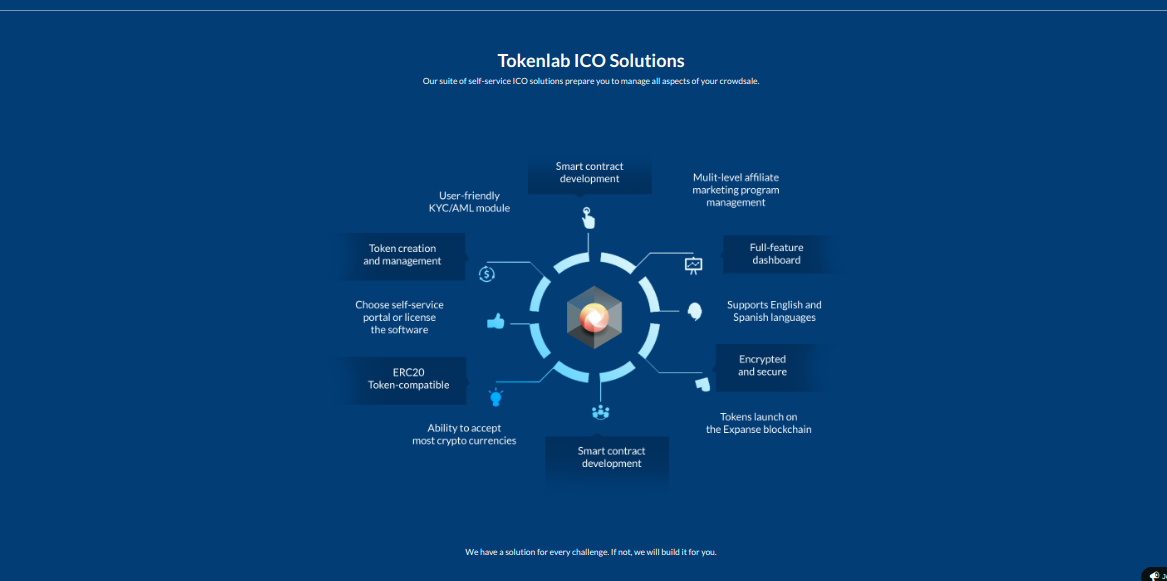 Tokenlab ICO Solutions
Our suite of self-service ICO solutions prepare you to manage all aspects of your crowdsale.
Smart contract
development
Mulit-level affiliate
marketing program
management
User-friendly
KYC/AML module
Token creation
and management
Full-feature
dashboard
Choose self-service
portal or license
the software
Supports English and
Spanish languages
ERC20
Token-compatible
Encrypted
and secure
Ability to accept
most crypto currencies
Tokens launch on
the Expanse blockchain
Smart contract
development
We have a solution for every challenge. If not, we will build it for you.